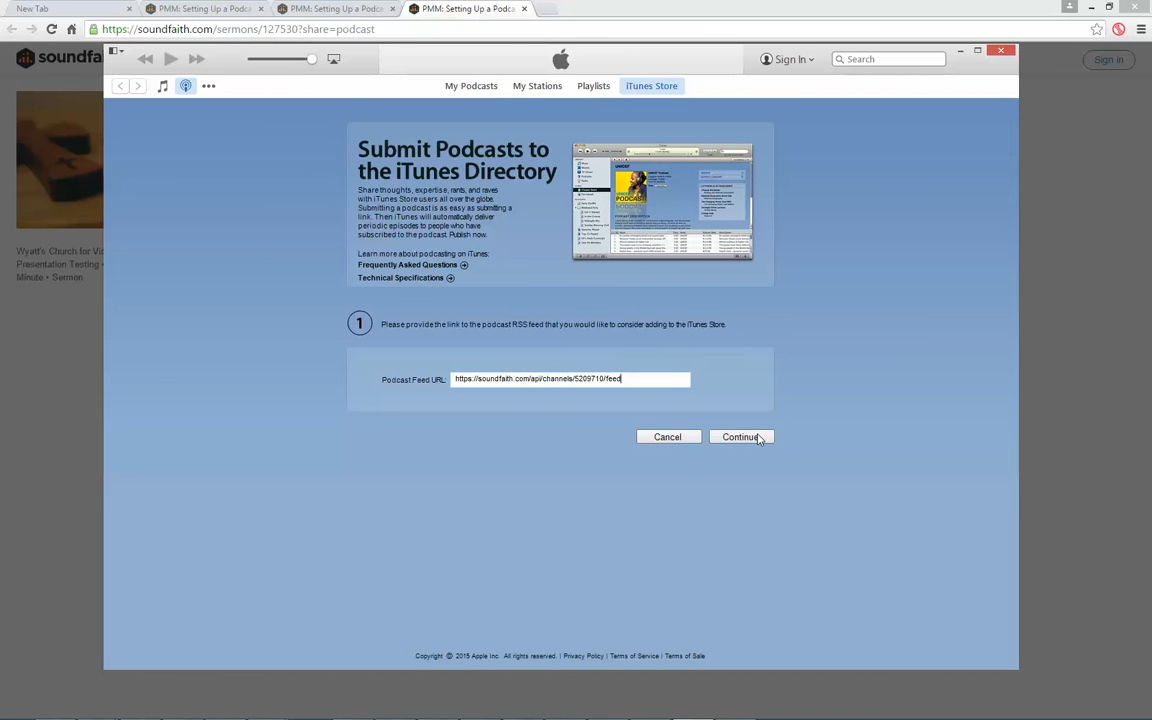 New Tab
PMM: Setting Up a Podca
PMM: Setting Up a Podca
PMM: Setting Up a Podca
https://soundfaith.com/sermons/127530?share=podcast
soundfa
Sign in
Sign In
Search
My Podcasts
My Stations
Playlists
iTunes Store
Wyatt's Church for Vid
Presentation Testing •
Minute • Sermon
Submit Podcasts to
the iTunes Directory
Share thoughts, expertise, rants, and raves
with iTunes Store users all over the globe.
Submitting a podcast is as easy as submitting a
link. Then iTunes will automatically deliver
periodic episodes to people who have
subscribed to the podcast. Publish now.
Learn more about podcasting on iTunes:
Frequently Asked Questions
Technical Specifications
1 Please provide the link to the podcast RSS feed that you would like to consider adding to the iTunes Store.
Podcast Feed URL: https://soundfaith.com/api/channels/5209710/feed
Cancel
Continue
Copyright © 2015 Apple Inc. All rights reserved. | Privacy Policy | Terms of Service | Terms of Sale